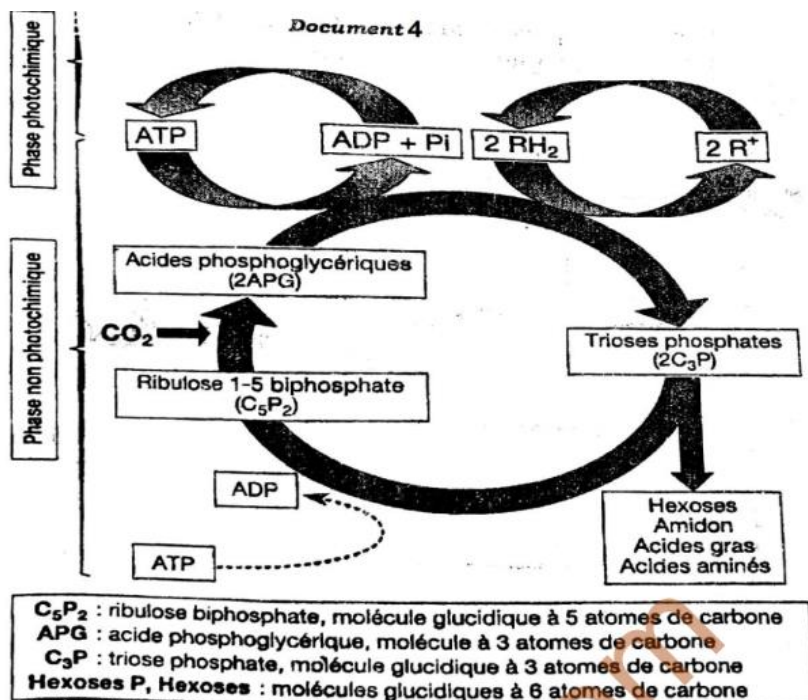 Document 4
Phase photochimique
ATP
ADP + Pi
2 RH₂
2 R⁺
Phase non photochimique
Acides phosphoglycériques
(2APG)
CO₂
Trioses phosphates
(2C₃P)
Ribulose 1-5 biphosphate
(C₅P₂)
ADP
ATP
Hexoses
Amidon
Acides gras
Acides aminés
C₅P₂ : ribulose biphosphate, molécule glucidique à 5 atomes de carbone
APG : acide phosphoglycérique, molécule à 3 atomes de carbone
C₃P : triose phosphate, molécule glucidique à 3 atomes de carbone
Hexoses P, Hexoses : molécules glucidiques à 6 atomes de carbone